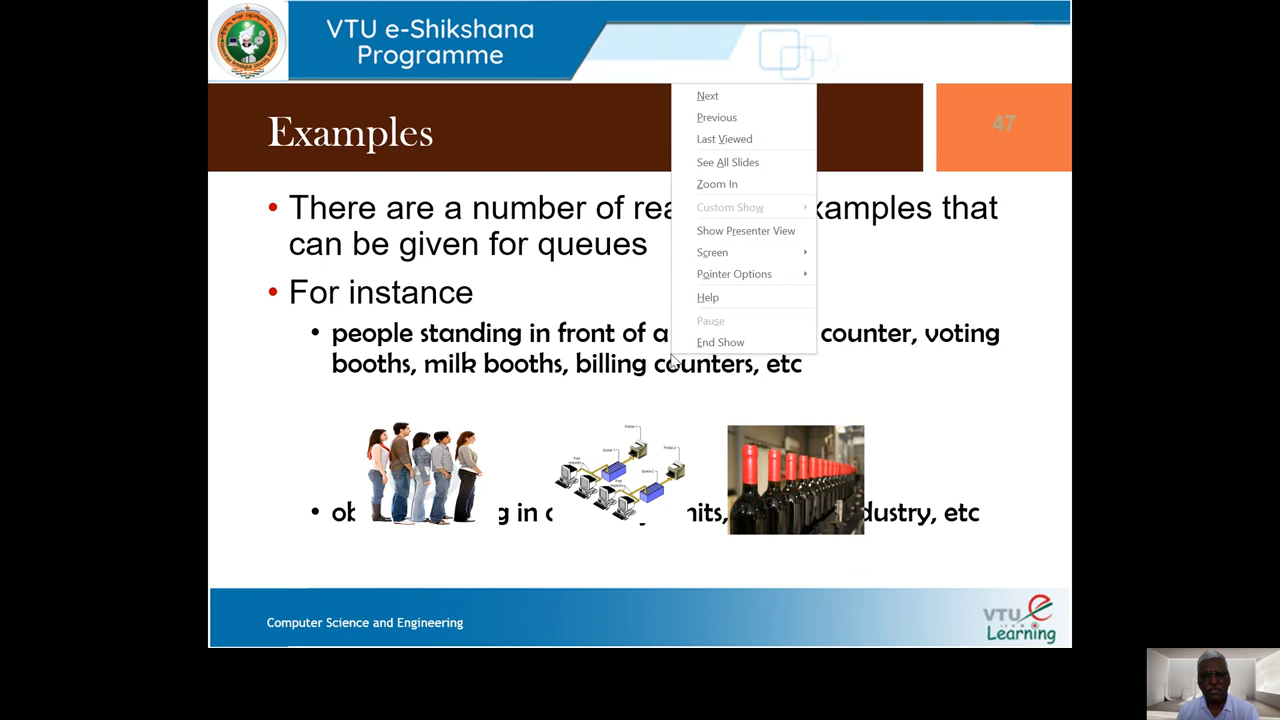 VTU e-Shikshana
Programme
Examples
47
Next
Previous
Last Viewed
See All Slides
Zoom In
Custom Show
Show Presenter View
Screen
Pointer Options
Help
Pause
End Show
• There are a number of rea xamples that
can be given for queues
• For instance
• people standing in front of a counter, voting
booths, milk booths, billing counters, etc
• ob g in c nits, dustry, etc
Computer Science and Engineering
VTU e
Learning